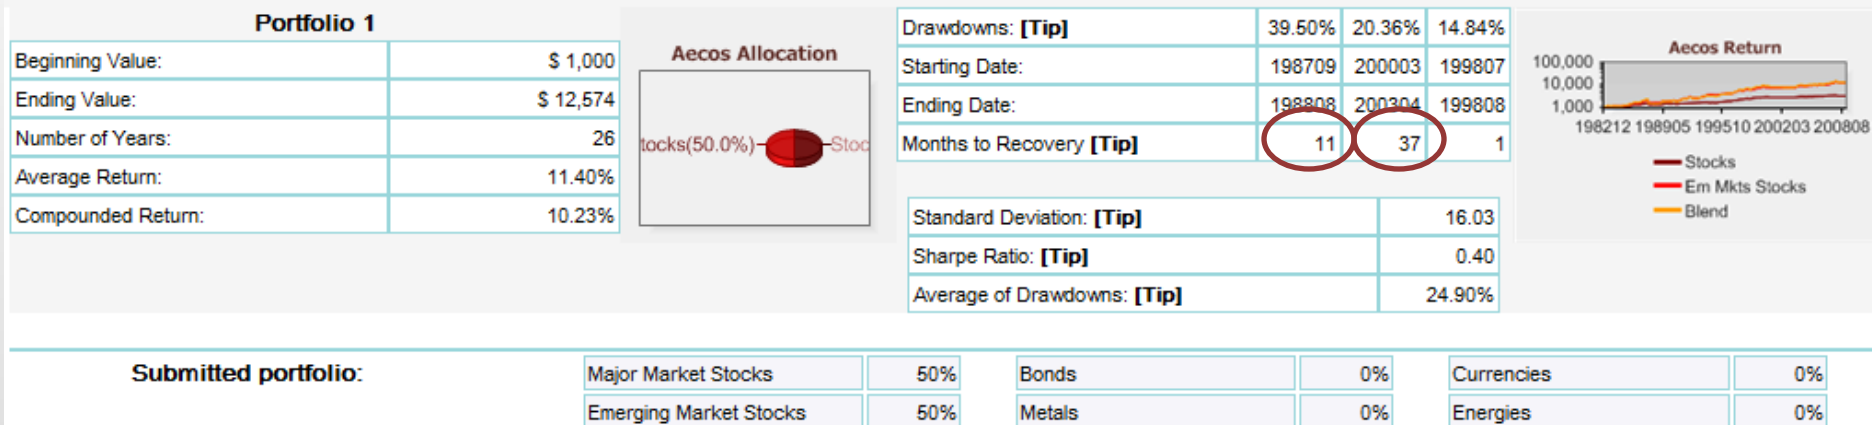 Portfolio 1
Beginning Value: $ 1,000
Ending Value: $ 12,574
Number of Years: 26
Average Return: 11.40%
Compounded Return: 10.23%
Aecos Allocation
tocks(50.0%) Stoc
Drawdowns: [Tip] 39.50% 20.36% 14.84%
Starting Date: 198709 200003 199807
Ending Date: 198808 200304 199808
Months to Recovery [Tip] 11 37 1
Standard Deviation: [Tip] 16.03
Sharpe Ratio: [Tip] 0.40
Average of Drawdowns: [Tip] 24.90%
Aecos Return
100,000
10,000
1,000
198212 198905 199510 200203 200808
Stocks
Em Mkts Stocks
Blend
Submitted portfolio:
Major Market Stocks 50% Bonds 0% Currencies 0%
Emerging Market Stocks 50% Metals 0% Energies 0%